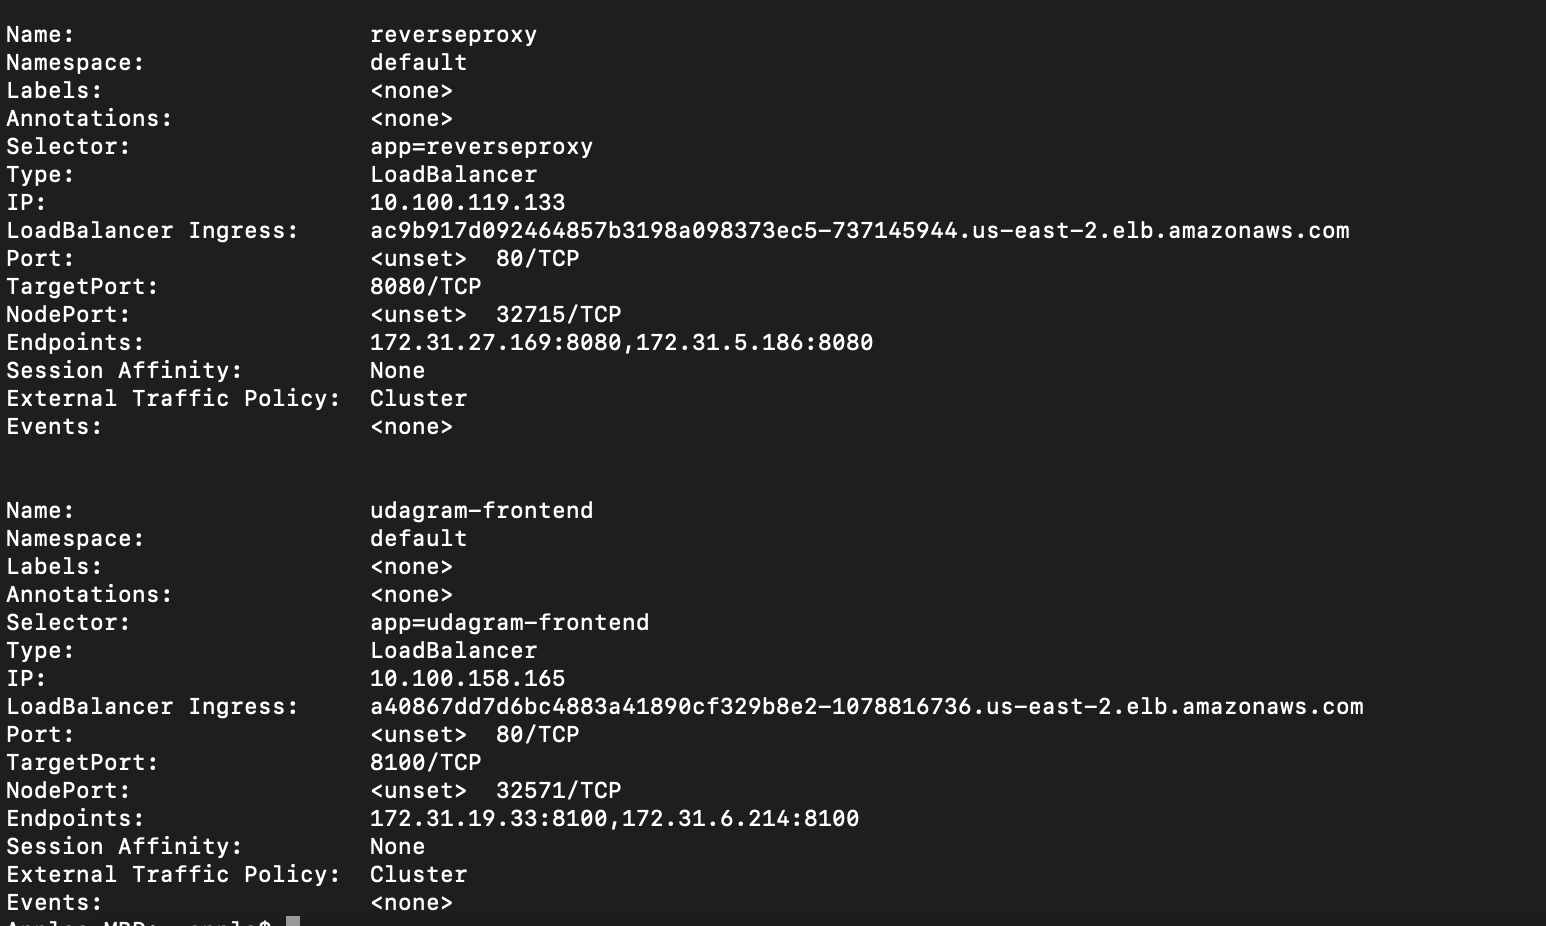 Name: reverseproxy
Namespace: default
Labels: <none>
Annotations: <none>
Selector: app=reverseproxy
Type: LoadBalancer
IP: 10.100.119.133
LoadBalancer Ingress: ac9b917d092464857b3198a098373ec5-737145944.us-east-2.elb.amazonaws.com
Port: <unset> 80/TCP
TargetPort: 8080/TCP
NodePort: <unset> 32715/TCP
Endpoints: 172.31.27.169:8080,172.31.5.186:8080
Session Affinity: None
External Traffic Policy: Cluster
Events: <none>
Name: udagram-frontend
Namespace: default
Labels: <none>
Annotations: <none>
Selector: app=udagram-frontend
Type: LoadBalancer
IP: 10.100.158.165
LoadBalancer Ingress: a40867dd7d6bc4883a41890cf329b8e2-1078816736.us-east-2.elb.amazonaws.com
Port: <unset> 80/TCP
TargetPort: 8100/TCP
NodePort: <unset> 32571/TCP
Endpoints: 172.31.19.33:8100,172.31.6.214:8100
Session Affinity: None
External Traffic Policy: Cluster
Events: <none>